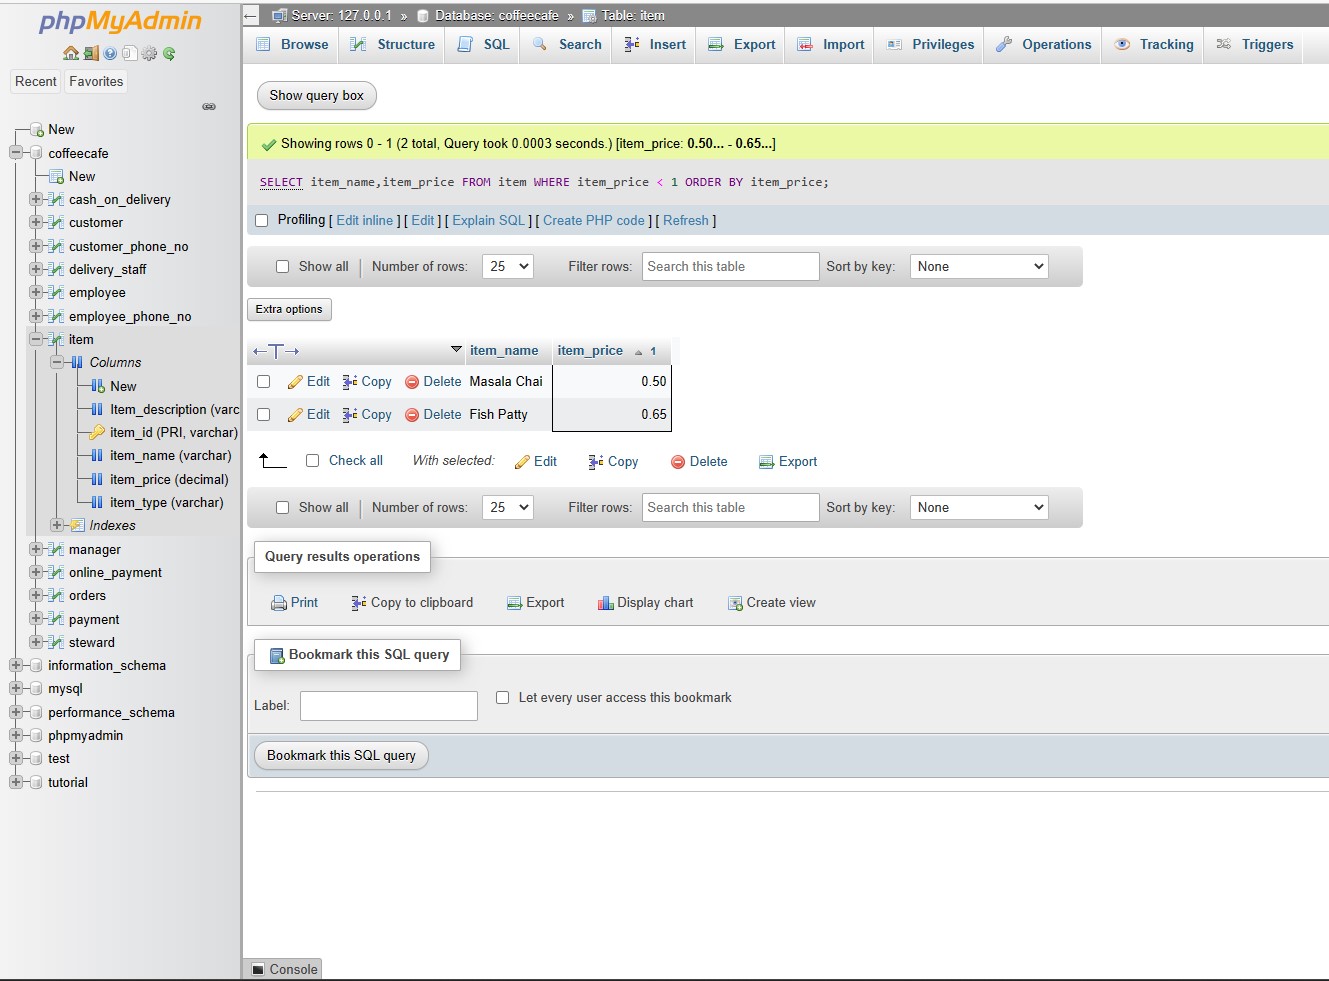 phpMyAdmin
Recent Favorites
New
coffeecafe
New
cash_on_delivery
customer
customer_phone_no
delivery_staff
employee
employee_phone_no
item
Columns
New
Item_description (varc
item_id (PRI, varchar)
item_name (varchar)
item_price (decimal)
item_type (varchar)
Indexes
manager
online_payment
orders
payment
steward
information_schema
mysql
performance_schema
phpmyadmin
test
tutorial
Server: 127.0.0.1 » Database: coffeecafe » Table: item
Browse Structure SQL Search Insert Export Import Privileges Operations Tracking Triggers
Show query box
Showing rows 0 - 1 (2 total, Query took 0.0003 seconds.) [item_price: 0.50... - 0.65...]
SELECT item_name,item_price FROM item WHERE item_price < 1 ORDER BY item_price;
Profiling [ Edit inline ] [ Edit ] [ Explain SQL ] [ Create PHP code ] [ Refresh ]
Show all Number of rows: 25 Filter rows: Search this table Sort by key: None
Extra options
←T→ item_name item_price 1
Edit Copy Delete Masala Chai 0.50
Edit Copy Delete Fish Patty 0.65
Check all With selected: Edit Copy Delete Export
Show all Number of rows: 25 Filter rows: Search this table Sort by key: None
Query results operations
Print Copy to clipboard Export Display chart Create view
Bookmark this SQL query
Label: Let every user access this bookmark
Bookmark this SQL query
Console